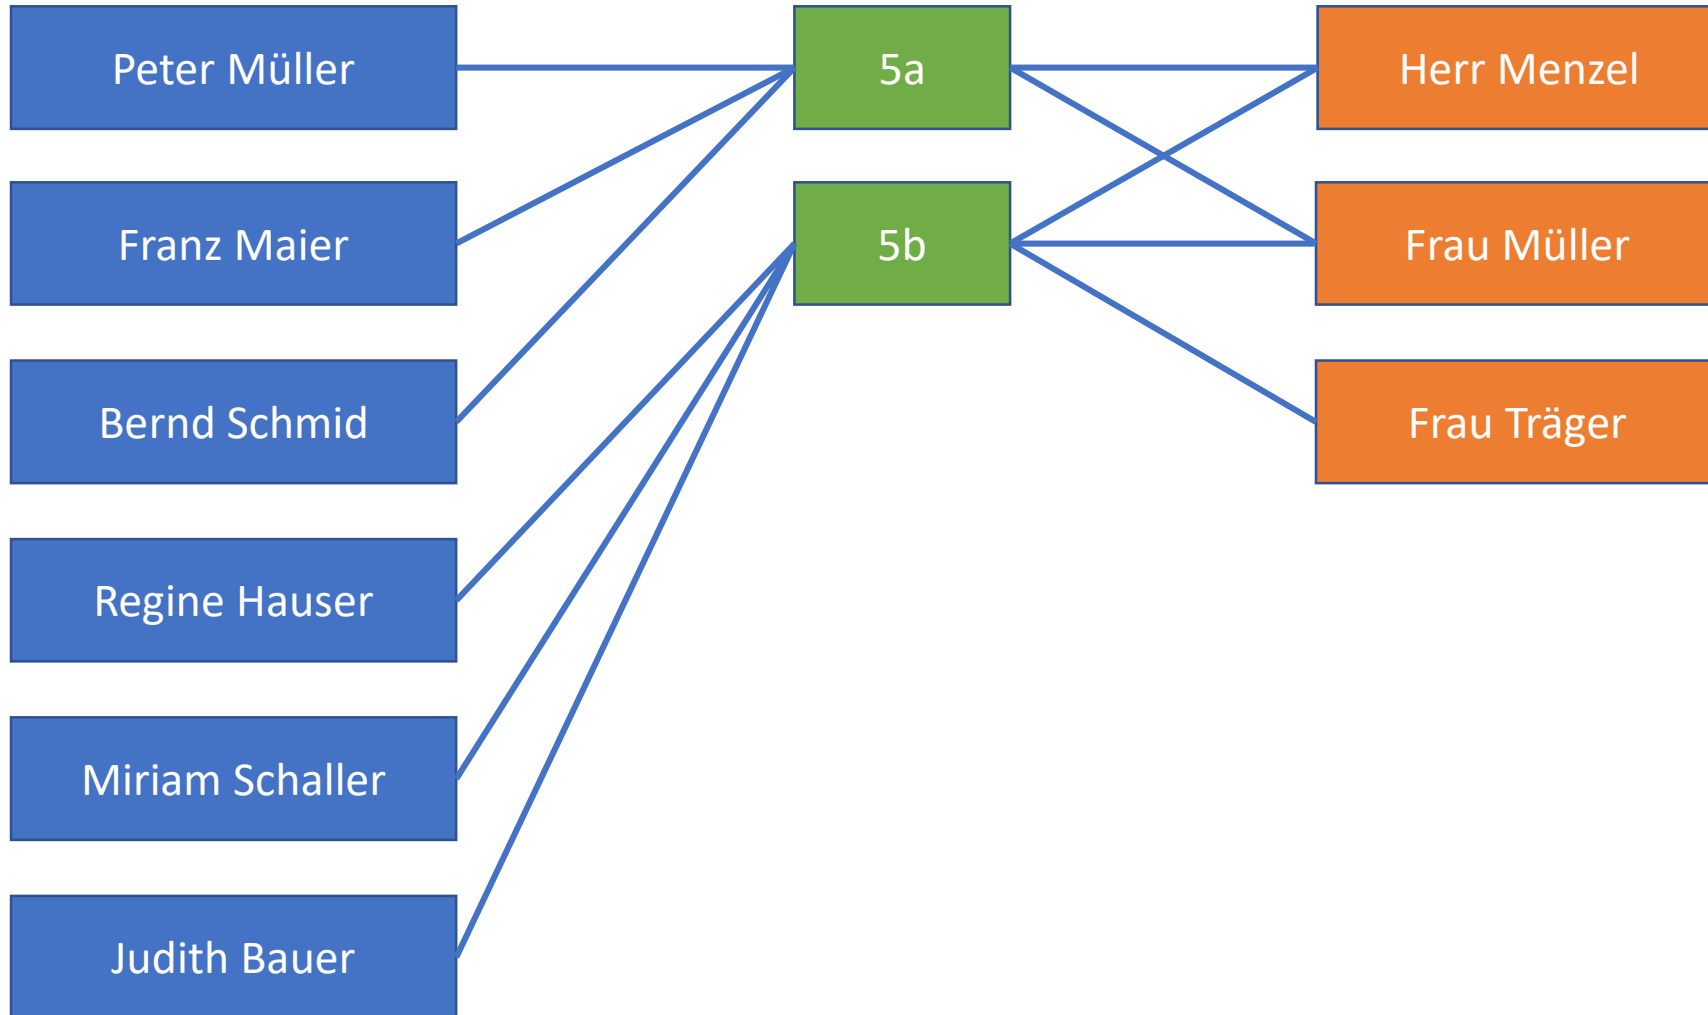 Peter Müller
5a
Herr Menzel
Franz Maier
5b
Frau Müller
Bernd Schmid
Frau Träger
Regine Hauser
Miriam Schaller
Judith Bauer